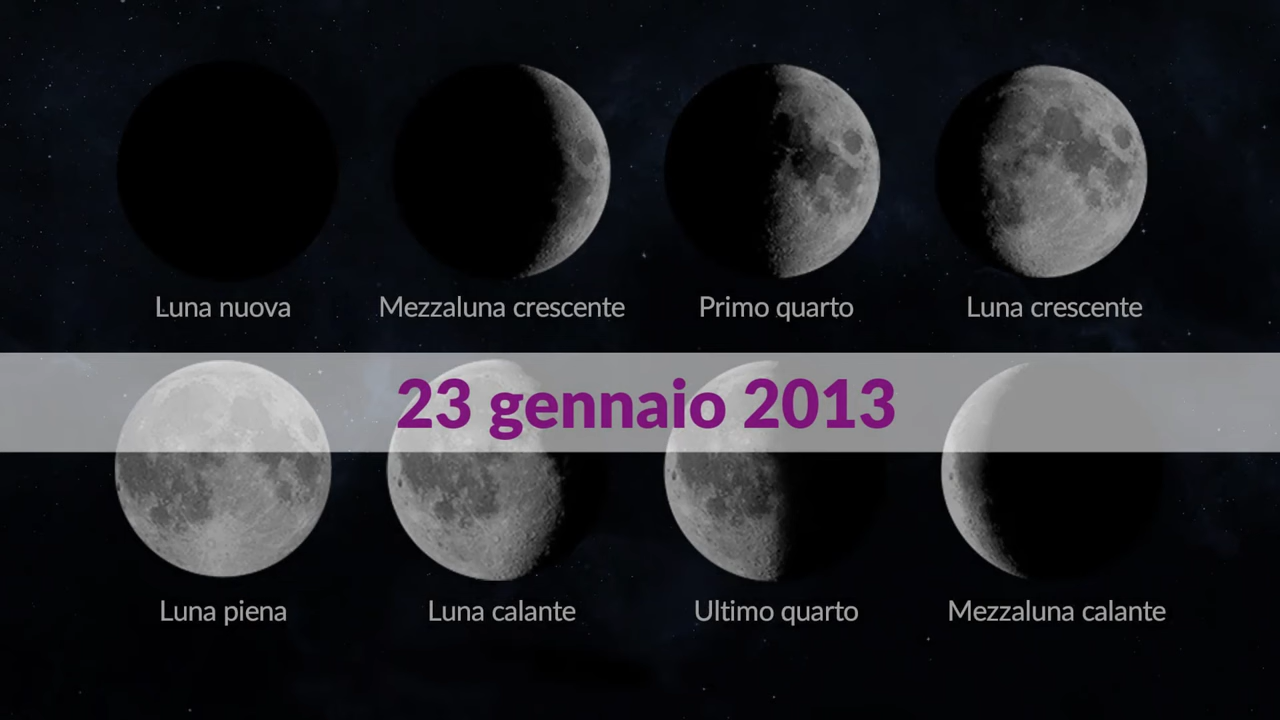 Luna nuova
Mezzaluna crescente
Primo quarto
Luna crescente
23 gennaio 2013
Luna piena
Luna calante
Ultimo quarto
Mezzaluna calante